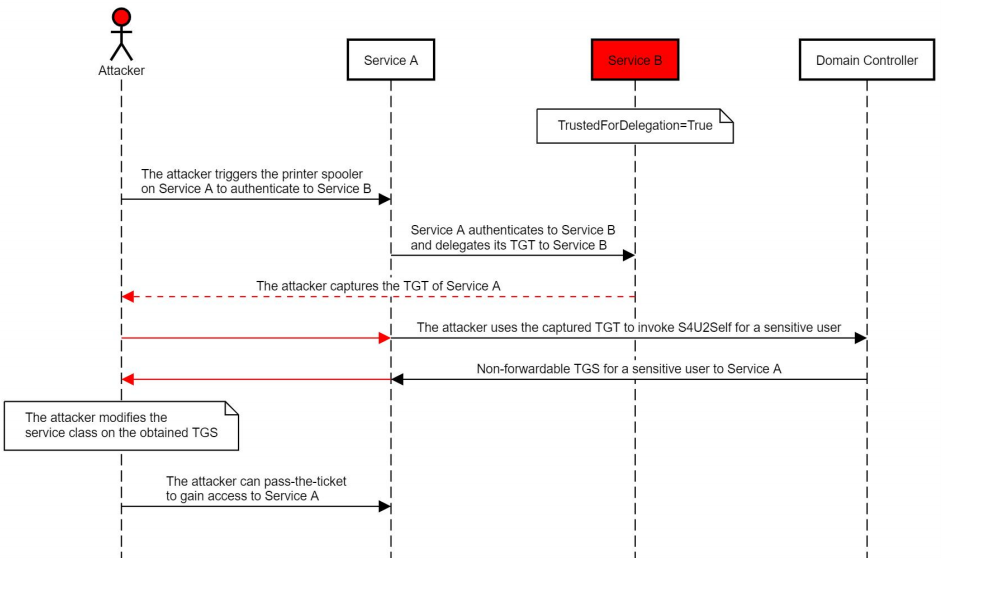 Attacker
Service A
Service B
Domain Controller
TrustedForDelegation=True
The attacker triggers the printer spooler
on Service A to authenticate to Service B
Service A authenticates to Service B
and delegates its TGT to Service B
The attacker captures the TGT of Service A
The attacker uses the captured TGT to invoke S4U2Self for a sensitive user
Non-forwardable TGS for a sensitive user to Service A
The attacker modifies the
service class on the obtained TGS
The attacker can pass-the-ticket
to gain access to Service A